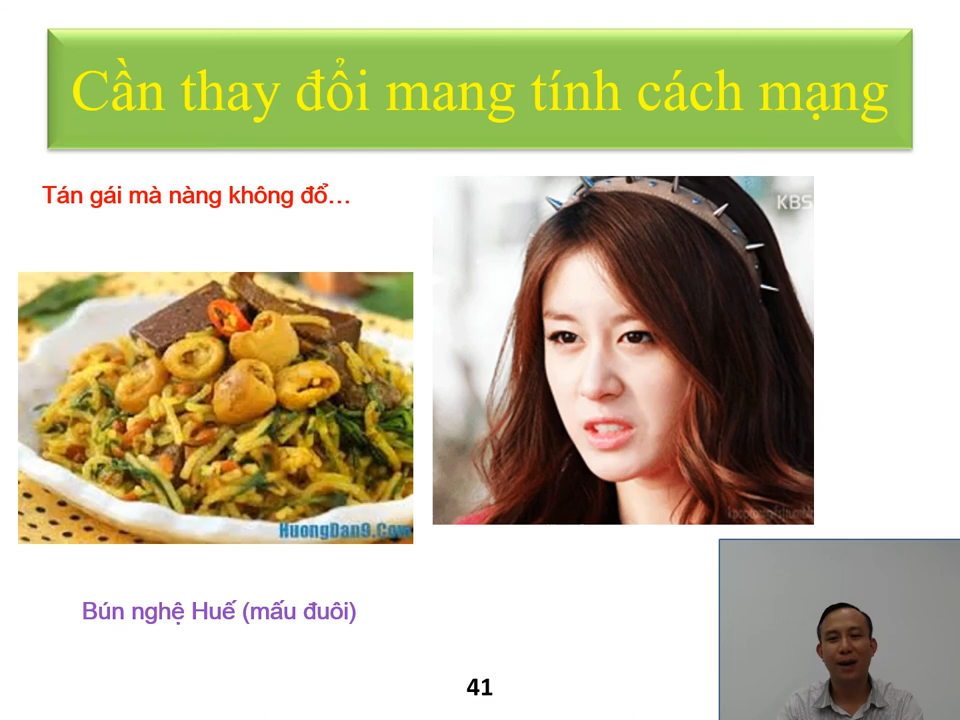 Cần thay đổi mang tính cách mạng
Tán gái mà nàng không đổ...
KBS
HuongDan9.Com
Bún nghệ Huế (mấu đuôi)
41